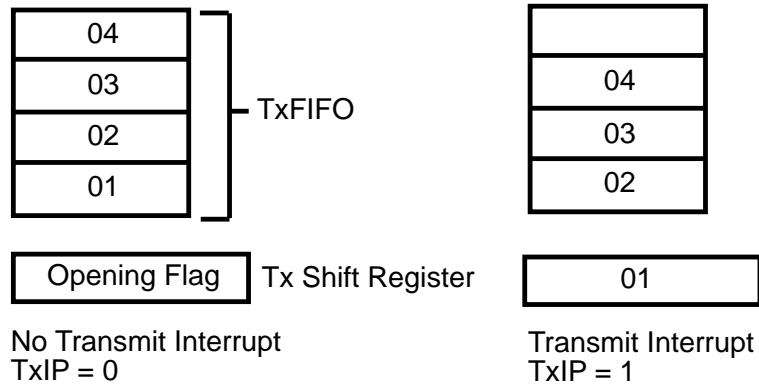 04
03
02
01
TxFIFO
04
03
02
Opening Flag
Tx Shift Register
01
No Transmit Interrupt
TxIP = 0
Transmit Interrupt
TxIP = 1